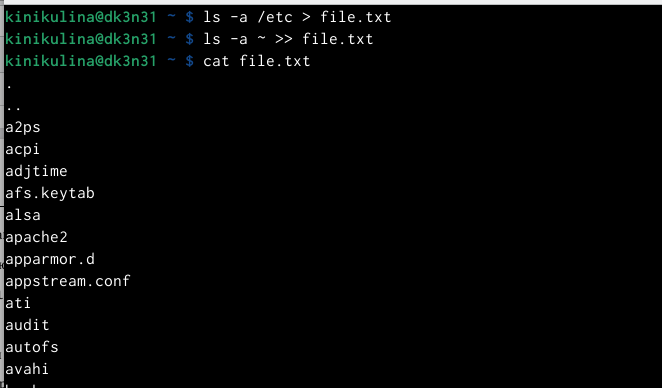 kinikulina@dk3n31 ~ $ ls -a /etc > file.txt
kinikulina@dk3n31 ~ $ ls -a ~ >> file.txt
kinikulina@dk3n31 ~ $ cat file.txt
.
..
a2ps
acpi
adjtime
afs.keytab
alsa
apache2
apparmor.d
appstream.conf
ati
audit
autofs
avahi